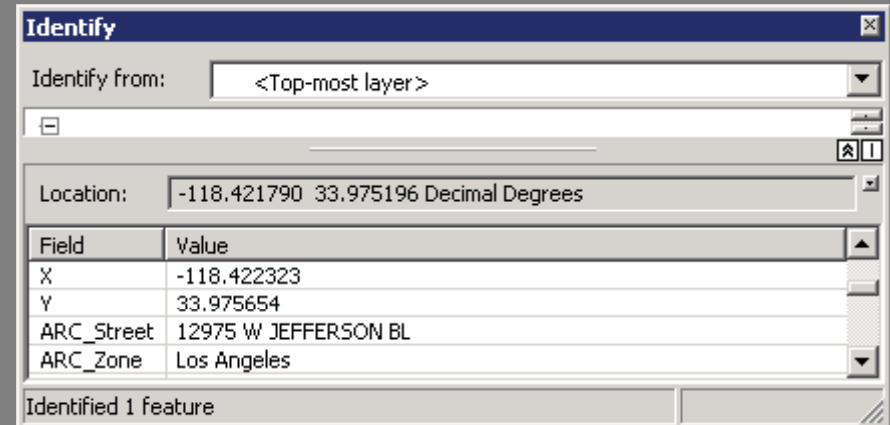 Identify
Identify from: <Top-most layer>
Location: -118.421790 33.975196 Decimal Degrees
Field Value
X -118.422323
Y 33.975654
ARC_Street 12975 W JEFFERSON BL
ARC_Zone Los Angeles
Identified 1 feature